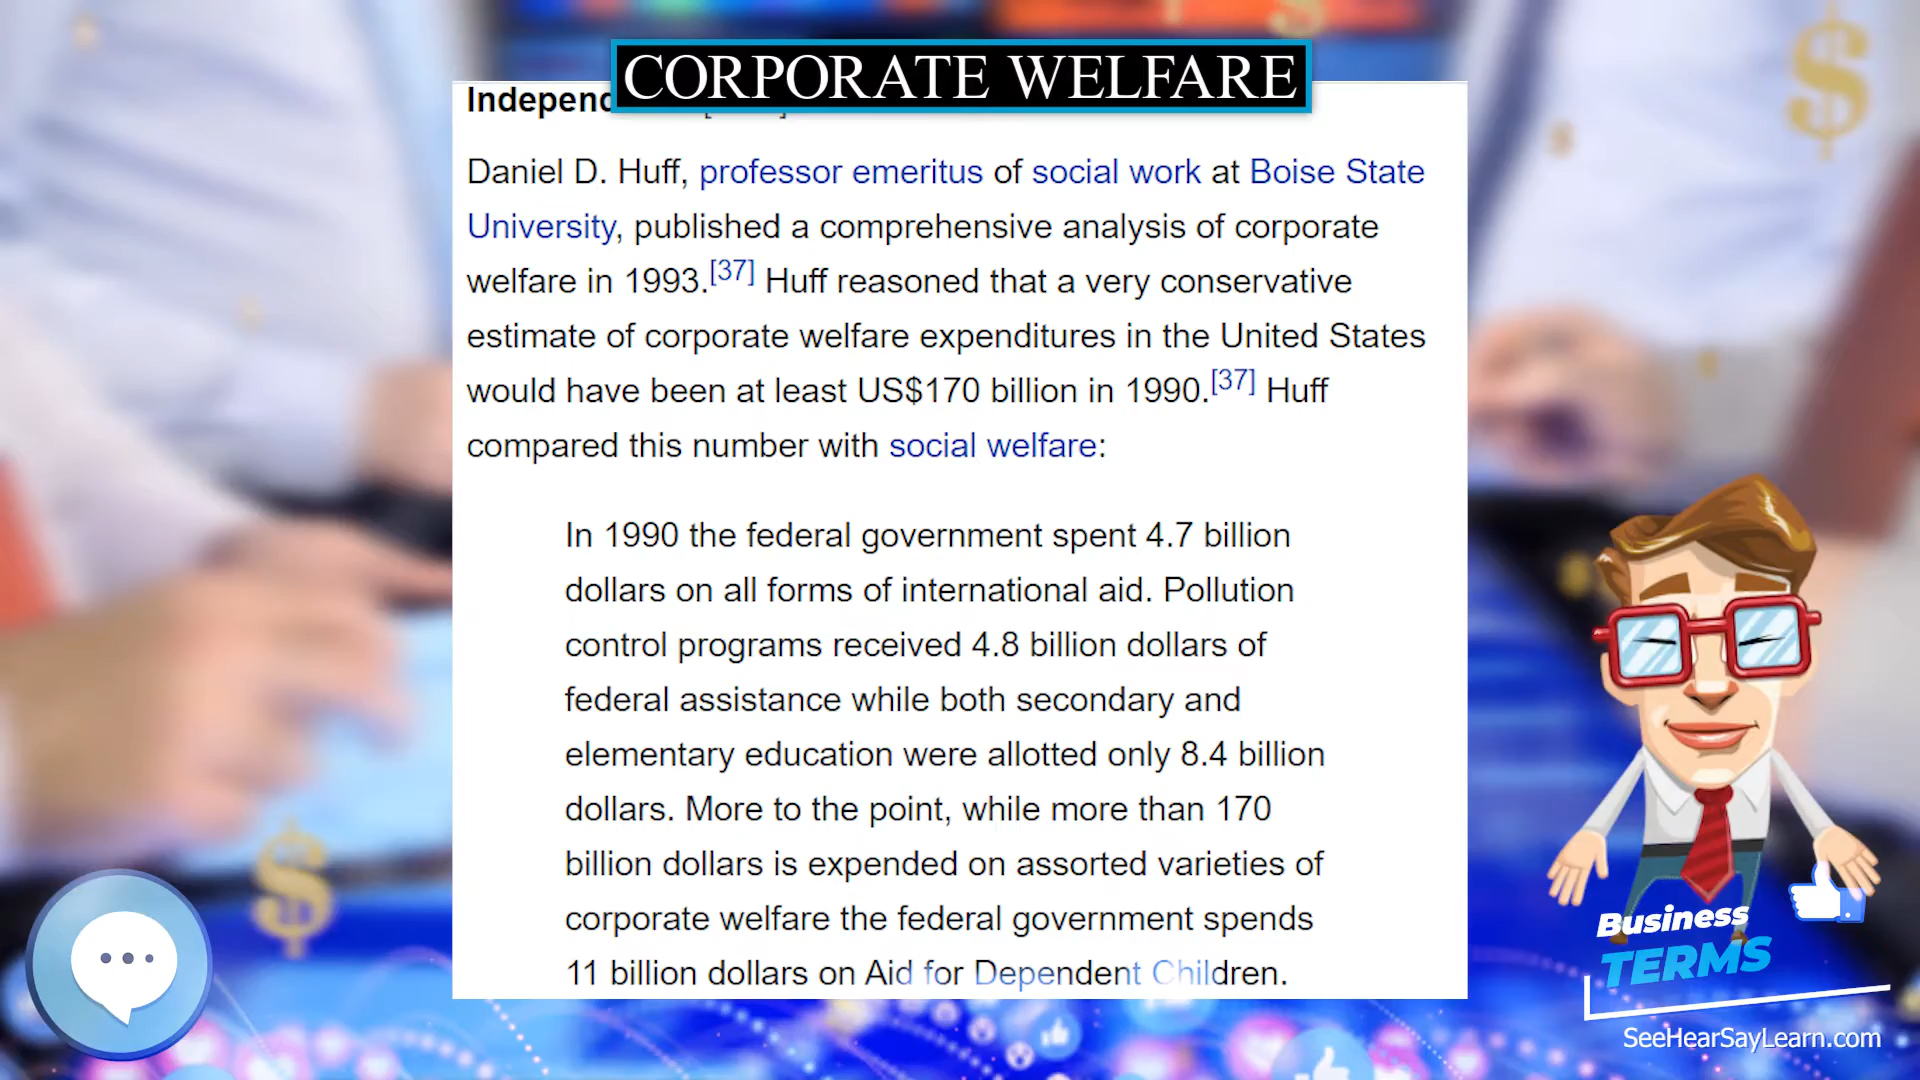 CORPORATE WELFARE
Daniel D. Huff, professor emeritus of social work at Boise State
University, published a comprehensive analysis of corporate
welfare in 1993.[37] Huff reasoned that a very conservative
estimate of corporate welfare expenditures in the United States
would have been at least US$170 billion in 1990.[37] Huff
compared this number with social welfare:
In 1990 the federal government spent 4.7 billion
dollars on all forms of international aid. Pollution
control programs received 4.8 billion dollars of
federal assistance while both secondary and
elementary education were allotted only 8.4 billion
dollars. More to the point, while more than 170
billion dollars is expended on assorted varieties of
corporate welfare the federal government spends
11 billion dollars on Aid for Dependent Children.
Business
TERMS
SeeHearSayLearn.com